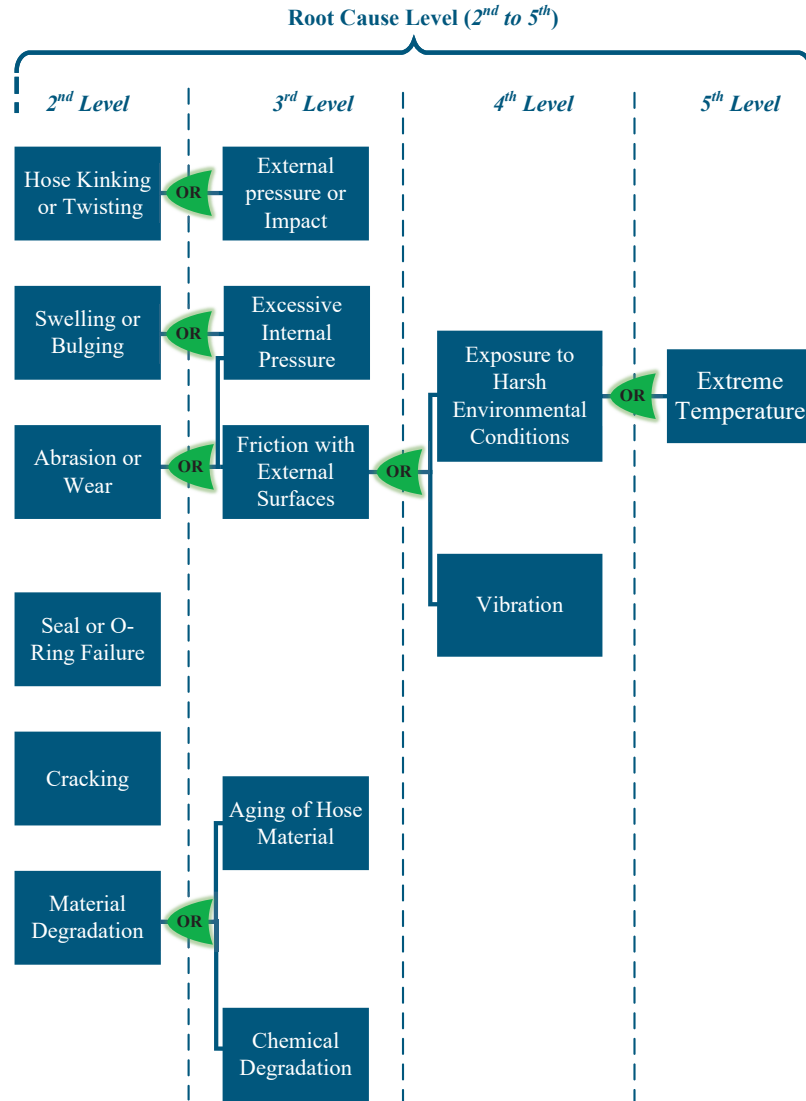 Root Cause Level (2nd to 5th)
2nd Level
3rd Level
4th Level
5th Level
Hose Kinking
or Twisting
OR
External
pressure or
Impact
Swelling or
Bulging
OR
Excessive
Internal
Pressure
Exposure to
Harsh
Environmental
Conditions
OR
Extreme
Temperature
Abrasion or
Wear
OR
Friction with
External
Surfaces
OR
Vibration
Seal or O-
Ring Failure
Cracking
Aging of Hose
Material
Material
Degradation
OR
Chemical
Degradation